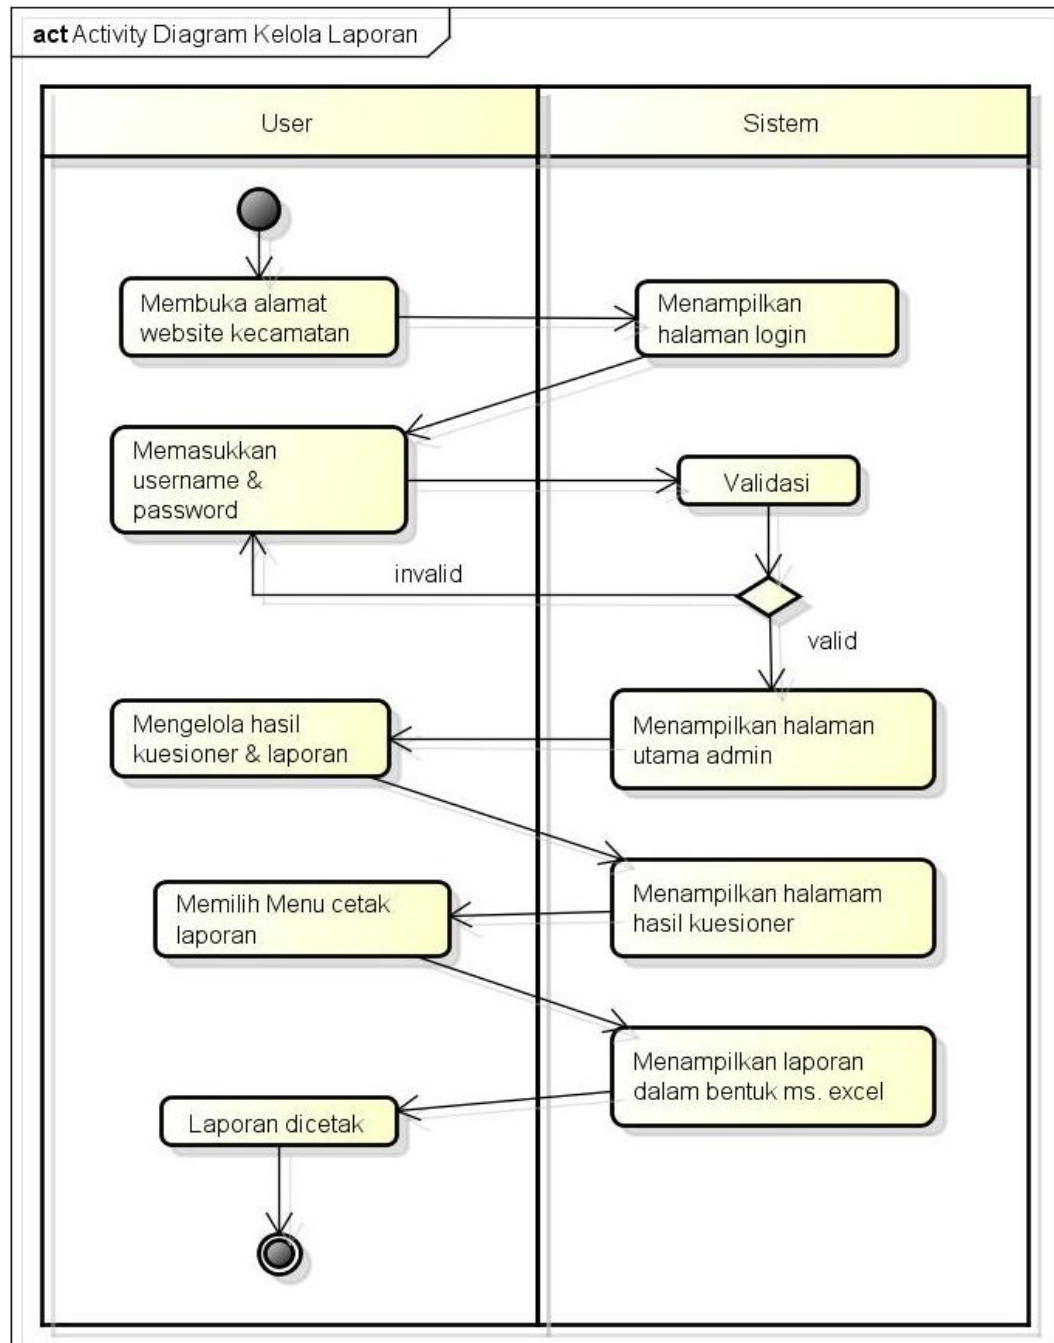 act Activity Diagram Kelola Laporan
User
Sistem
Membuka alamat
website kecamatan
Menampilkan
halaman login
Memasukkan
username &
password
Validasi
invalid
valid
Menampilkan halaman
utama admin
Mengelola hasil
kuesioner & laporan
Menampilkan halamam
hasil kuesioner
Memilih Menu cetak
laporan
Menampilkan laporan
dalam bentuk ms. excel
Laporan dicetak